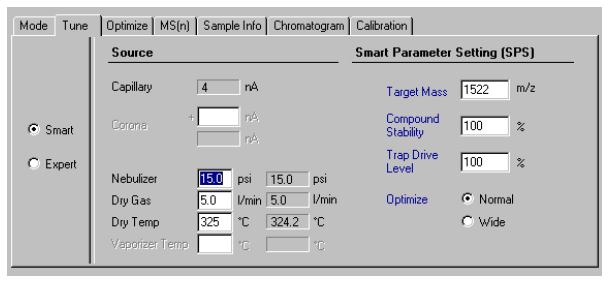 Mode Tune Optimize MS(n) Sample Info Chromatogram Calibration
Source Smart Parameter Setting (SPS)
Capillary 4 nA
Target Mass 1522 m/z
Corona + nA
nA
Compound Stability 100 %
Smart
Expert
Trap Drive Level 100 %
Nebulizer 15.0 psi 15.0 psi
Dry Gas 5.0 l/min 5.0 l/min
Optimize Normal
Dry Temp 325 °C 324.2 °C
Wide
Vaporizer Temp °C °C